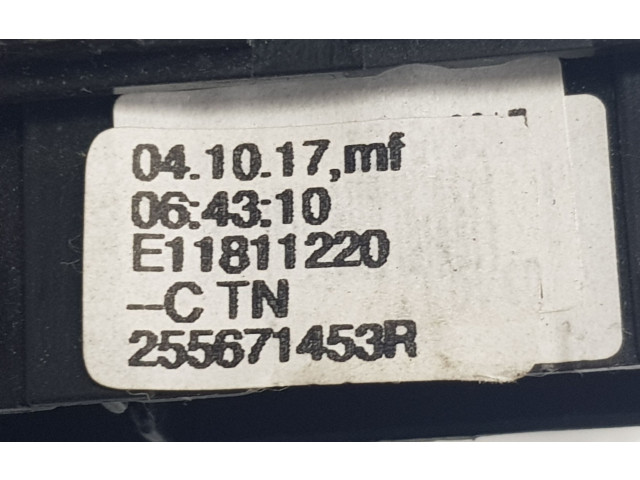 04.10.17,mf
06:43:10
E11811220
–C TN
255671453R